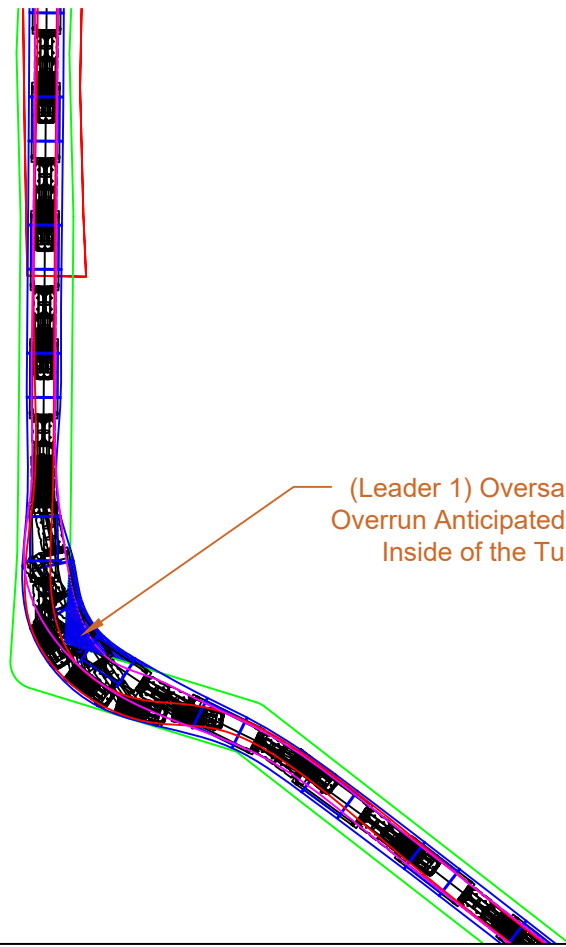 (Leader 1) Oversa
Overrun Anticipated
Inside of the Tu